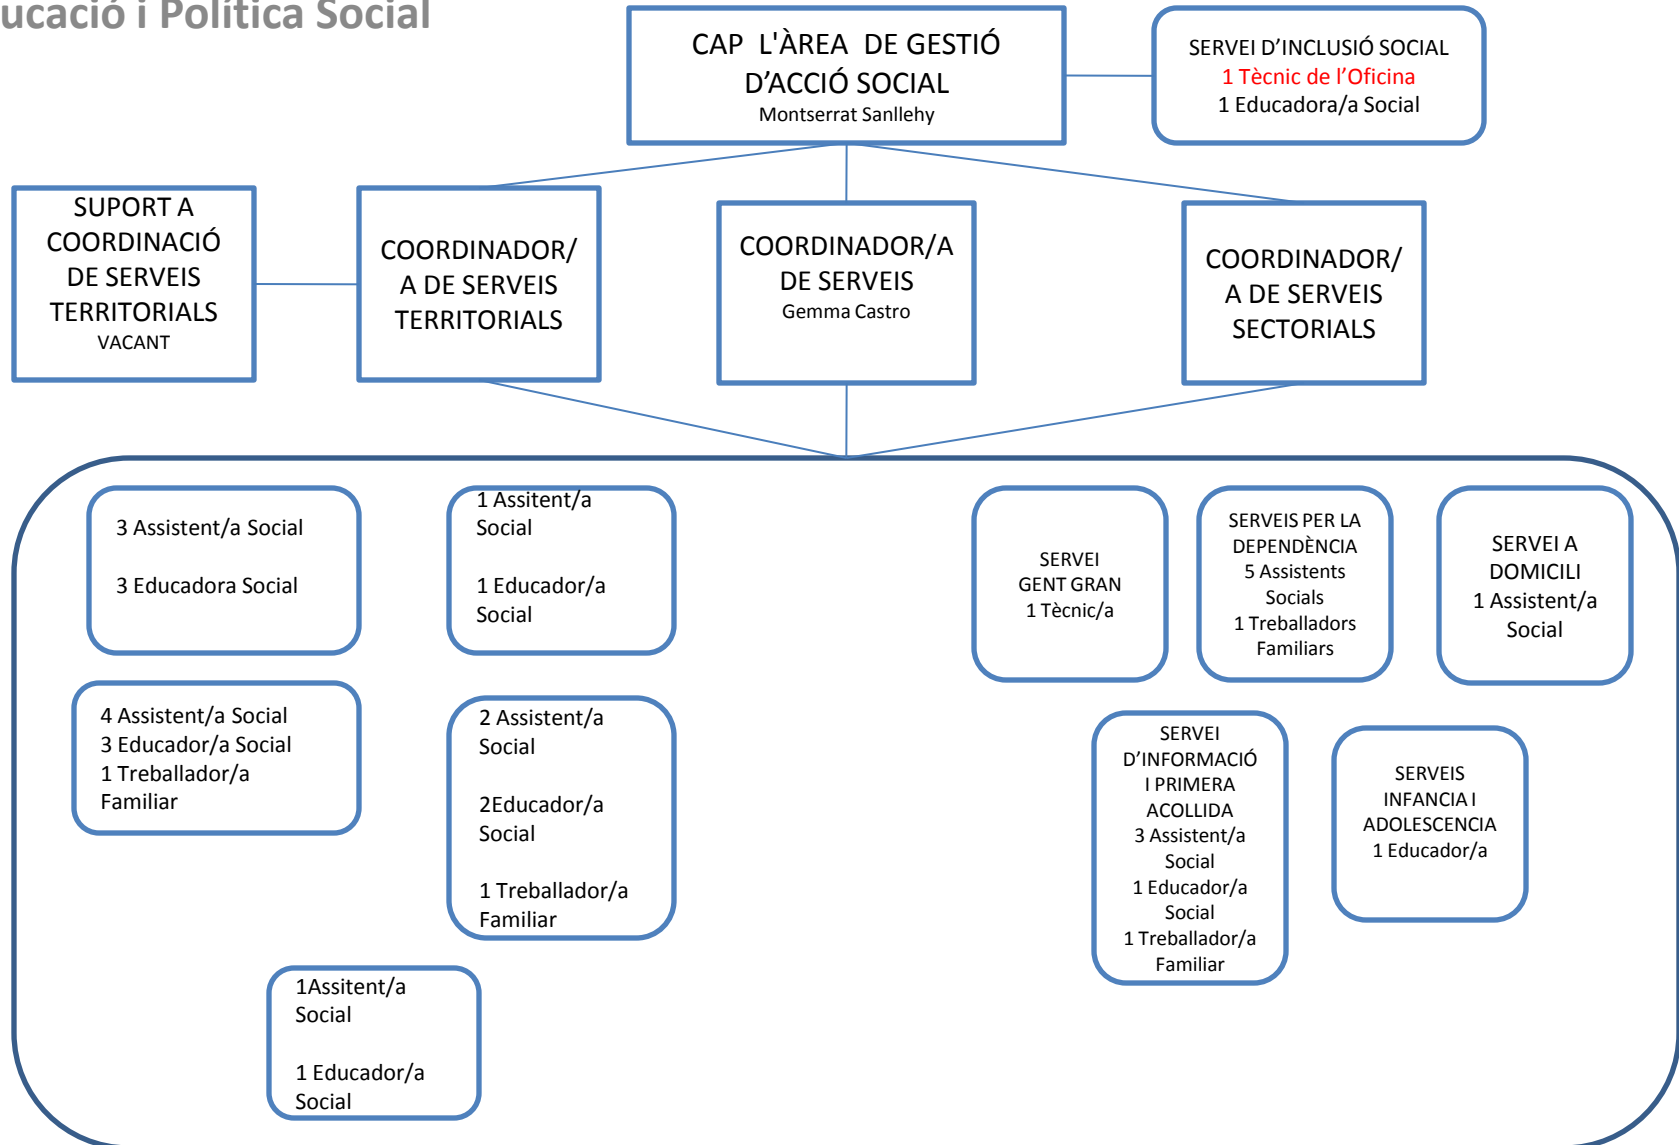 ucació i Política Social
CAP L'ÀREA DE GESTIÓ
D’ACCIÓ SOCIAL
Montserrat Sanllehy
SERVEI D’INCLUSIÓ SOCIAL
1 Tècnic de l’Oficina
1 Educadora/a Social
SUPORT A
COORDINACIÓ
DE SERVEIS
TERRITORIALS
VACANT
COORDINADOR/
A DE SERVEIS
TERRITORIALS
COORDINADOR/A
DE SERVEIS
Gemma Castro
COORDINADOR/
A DE SERVEIS
SECTORIALS
3 Assistent/a Social
3 Educadora Social
1 Assitent/a
Social
1 Educador/a
Social
SERVEI
GENT GRAN
1 Tècnic/a
SERVEIS PER LA
DEPENDÈNCIA
5 Assistents
Socials
1 Treballadors
Familiars
SERVEI A
DOMICILI
1 Assistent/a
Social
4 Assistent/a Social
3 Educador/a Social
1 Treballador/a
Familiar
2 Assistent/a
Social
2Educador/a
Social
1 Treballador/a
Familiar
SERVEI
D’INFORMACIÓ
I PRIMERA
ACOLLIDA
3 Assistent/a
Social
1 Educador/a
Social
1 Treballador/a
Familiar
SERVEIS
INFANCIA I
ADOLESCENCIA
1 Educador/a
1Assitent/a
Social
1 Educador/a
Social